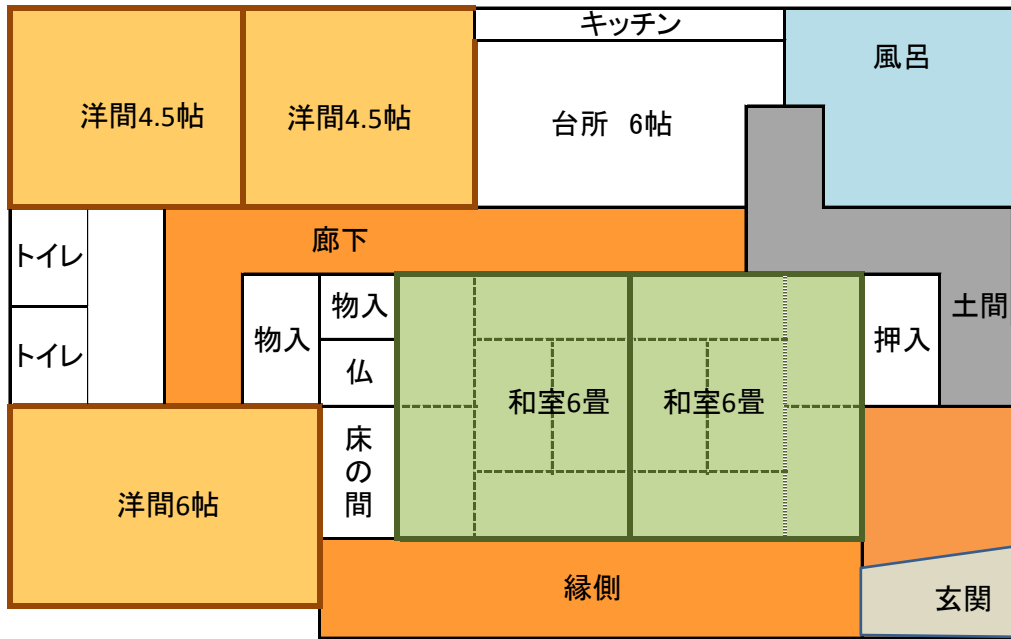 キッチン
風呂
洋間4.5帖
洋間4.5帖
台所 6帖
廊下
トイレ
物入
物入
土間
押入
トイレ
仏
和室6畳
和室6畳
床の間
洋間6帖
縁側
玄関